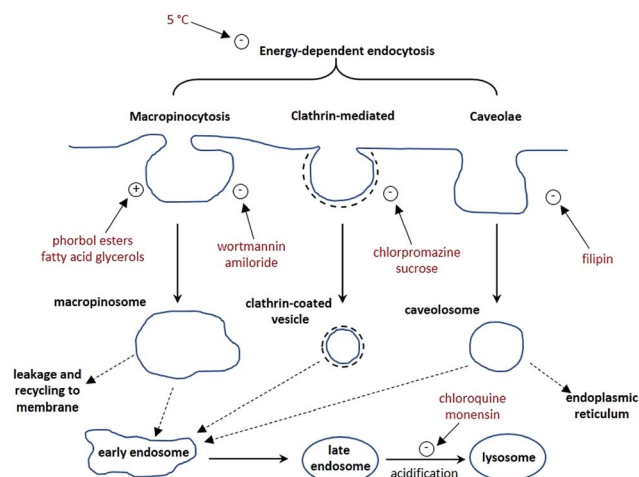 5 °C
-
Energy-dependent endocytosis
Macropinocytosis
Clathrin-mediated
Caveolae
+
-
-
-
phorbol esters
fatty acid glycerols
wortmannin
amiloride
chlorpromazine
sucrose
filipin
macropinosome
clathrin-coated
vesicle
caveolosome
leakage and
recycling to
membrane
chloroquine
monensin
endoplasmic
reticulum
early endosome
late
endosome
-
acidification
lysosome